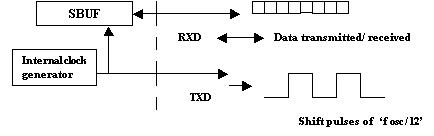 SBUF
RXD
Data transmitted/ received
Internal clock
generator
TXD
Shift pulses of ‘f osc/12’